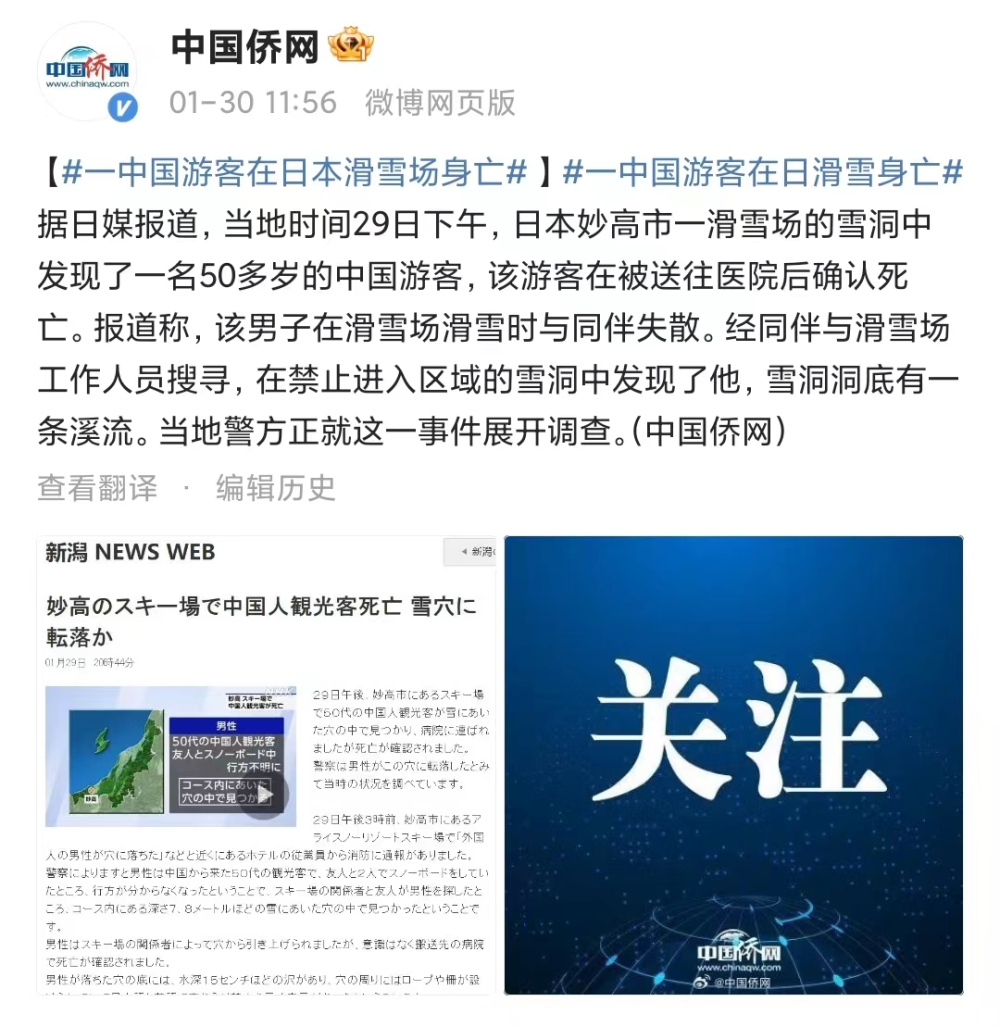 中国侨网
www.chinaqw.com
中国侨网
01-30 11:56 微博网页版
【#一中国游客在日本滑雪场身亡# 】#一中国游客在日滑雪身亡#
据日媒报道，当地时间29日下午，日本妙高市一滑雪场的雪洞中
发现了一名50多岁的中国游客，该游客在被送往医院后确认死
亡。报道称，该男子在滑雪场滑雪时与同伴失散。经同伴与滑雪场
工作人员搜寻，在禁止进入区域的雪洞中发现了他，雪洞洞底有一
条溪流。当地警方正就这一事件展开调查。（中国侨网）
查看翻译 · 编辑历史
新潟 NEWS WEB
新潟
妙高のスキー場で中国人観光客死亡 雪穴に
転落か
01月29日 20時44分
妙高 スキー場で
中国人観光客が死亡
男性
50代の中国人観光客
友人とスノーボード中
行方不明に
コース内にあいた
穴の中で見つか
妙高
29日午後、妙高市にあるスキー場
で50代の中国人観光客が雪にあい
た穴の中で見つかり、病院に運ばれ
ましたが死亡が確認されました。
警察は男性がこの穴に転落したとみ
て当時の状況を調べています。
29日午後3時前、妙高市にあるア
ライスノーリゾートスキー場で「外国
人の男性が穴に落ちた」などと近くにあるホテルの従業員から消防に通報がありました。
警察によりますと男性は中国から来た50代の観光客で、友人と2人でスノーボードをしてい
たところ、行方が分からなくなったということで、スキー場の関係者と友人が男性を探したと
ころ、コース内にある深さ7、8メートルほどの雪にあいた穴の中で見つかったということで
す。
男性はスキー場の関係者によって穴から引き上げられましたが、意識はなく搬送先の病院
で死亡が確認されました。
男性が落ちた穴の底には、水深15センチほどの沢があり、穴の周りにはロープや柵が設
关注
中国侨网
www.chinaqw.com
@中国侨网